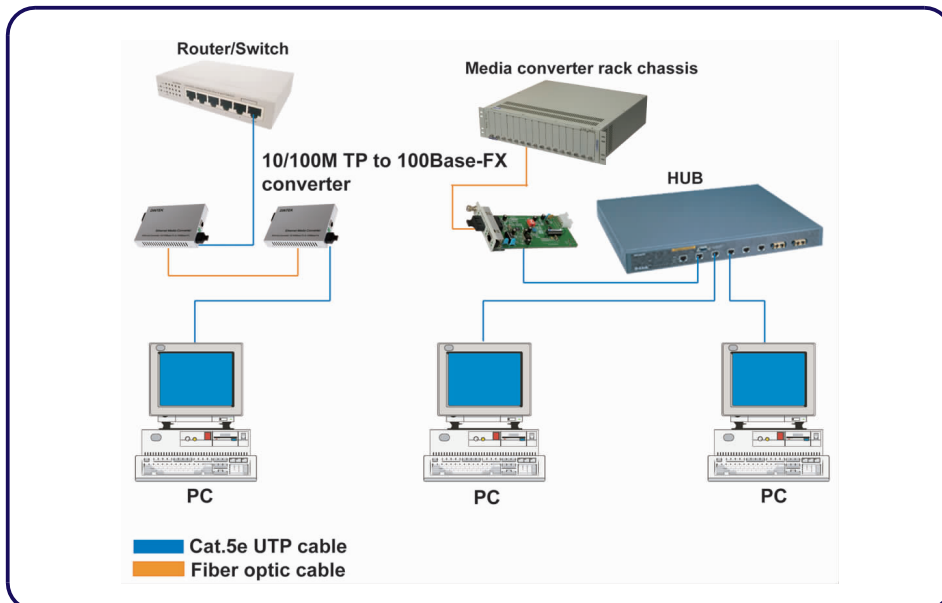 Router/Switch
Media converter rack chassis
10/100M TP to 100Base-FX
converter
HUB
PC
PC
PC
Cat.5e UTP cable
Fiber optic cable